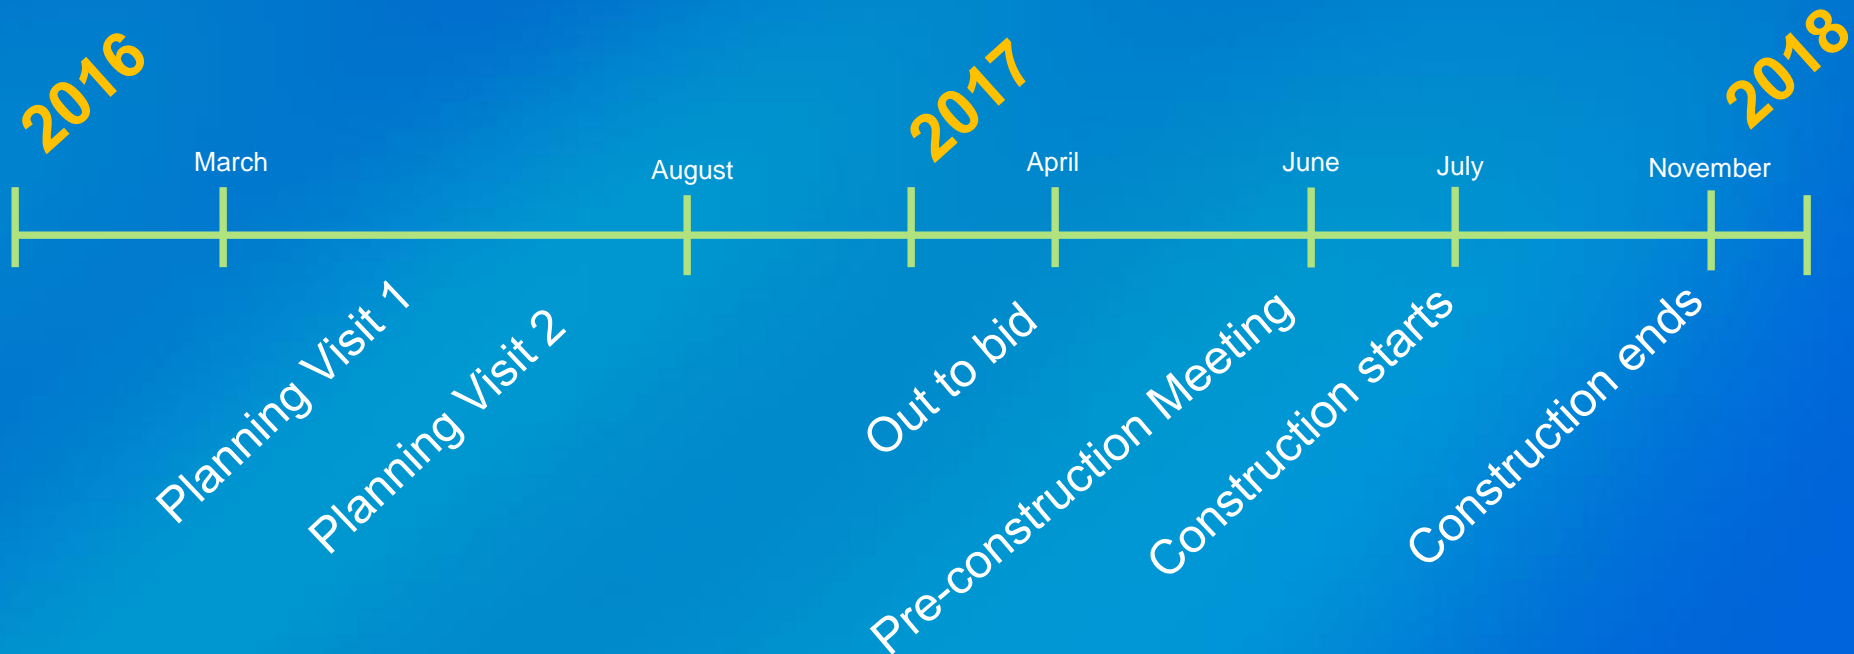 2016
2017
2018
March
August
April
June
July
November
Planning Visit 1
Planning Visit 2
Out to bid
Pre-construction Meeting
Construction starts
Construction ends